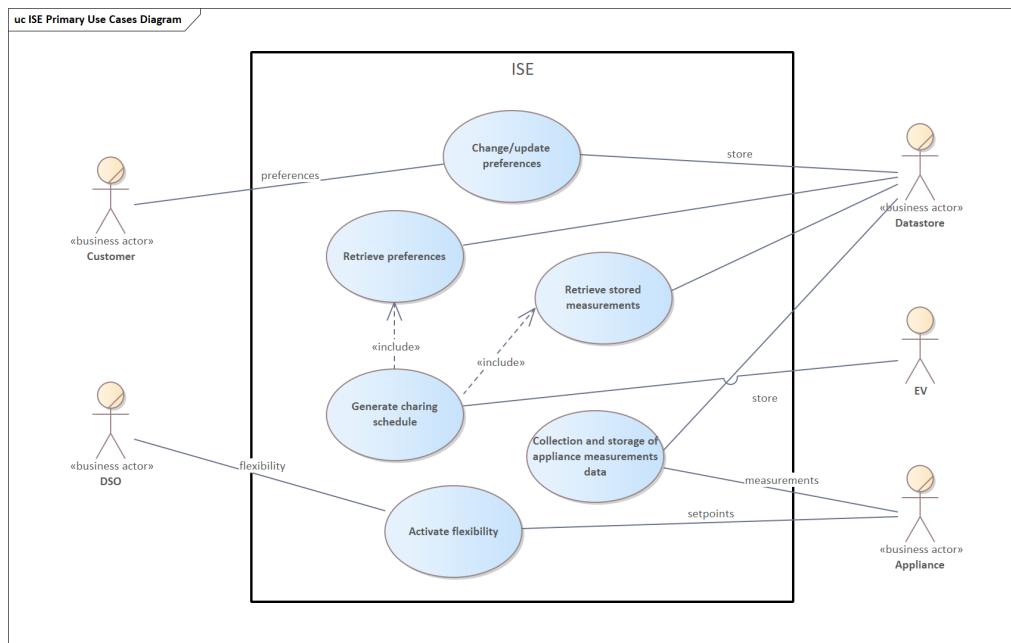 uc ISE Primary Use Cases Diagram
ISE
Change/update
preferences
store
preferences
«business actor»
Customer
«business actor»
Datastore
Retrieve preferences
Retrieve stored
measurements
«include»
«include»
Generate charing
schedule
EV
store
«business actor»
DSO
flexibility
Collection and storage of
appliance measurements
data
measurements
setpoints
Activate flexibility
«business actor»
Appliance